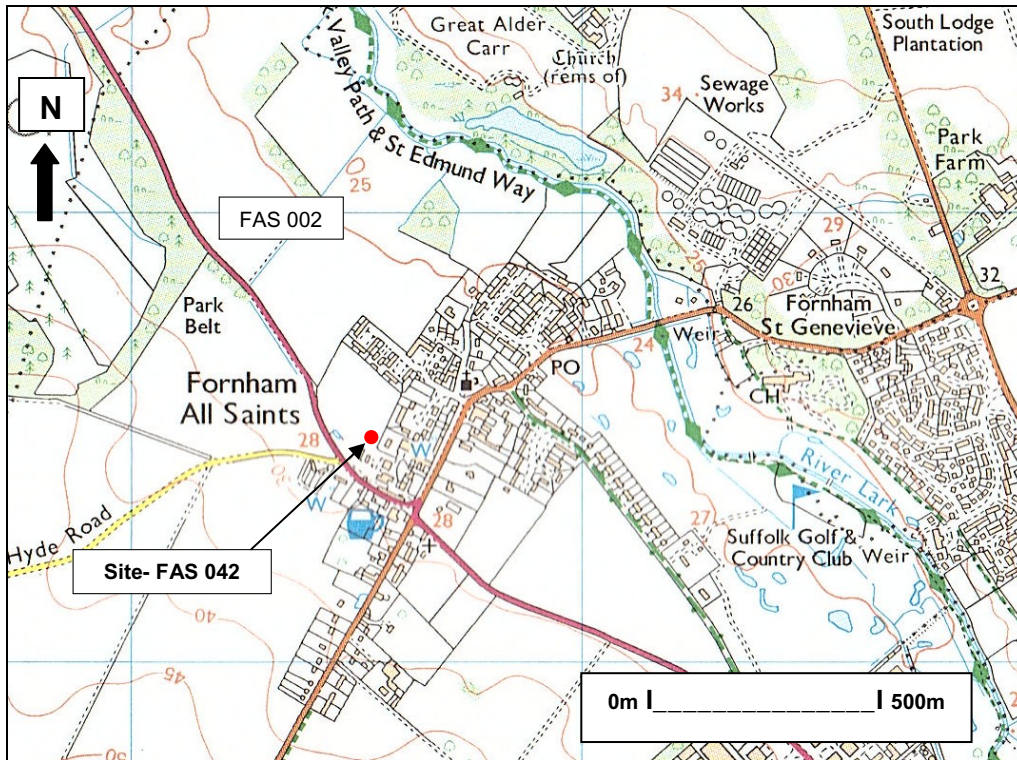 Great Alder
Carr
Church
(rems of)
South Lodge
Plantation
Sewage
Works
34
N
Valley Path & St Edmund Way
Park
Farm
25
FAS 002
29
25
30
32
26
Fornham
St Genevieve
Park
Belt
Weir
24
PO
CH
Fornham
All Saints
28
W
River Lark
30
W
28
27
Hyde Road
Suffolk Golf &
Country Club
Weir
Site- FAS 042
40
45
0m I_______________I 500m
50